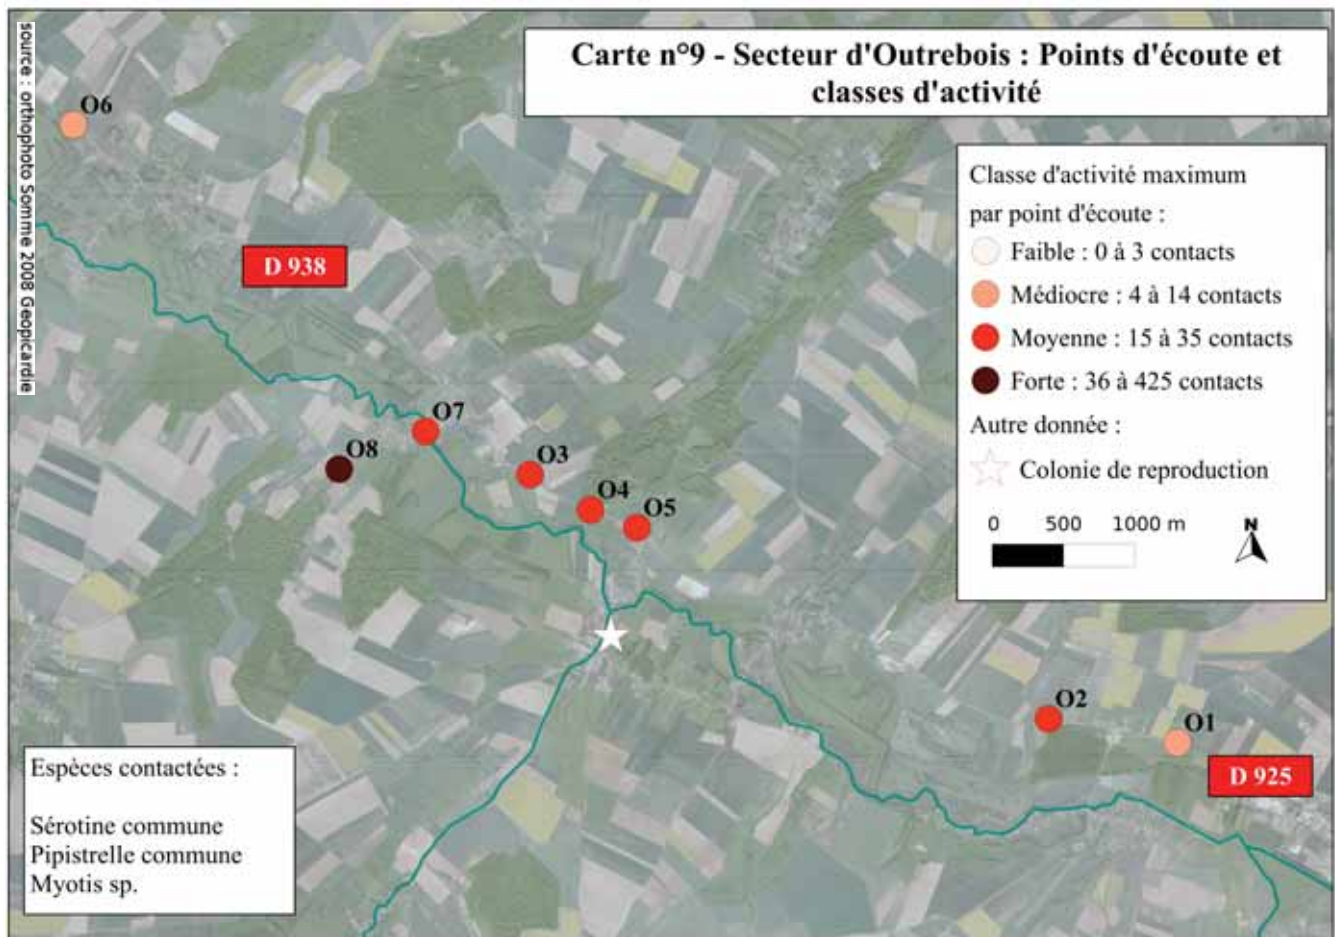 source : orthophoto Somme 2008 Geopicardie
Carte n°9 - Secteur d'Outrebois : Points d'écoute et
classes d'activité
O6
D 938
Classe d'activité maximum
par point d'écoute :
Faible : 0 à 3 contacts
Médiocre : 4 à 14 contacts
Moyenne : 15 à 35 contacts
Forte : 36 à 425 contacts
Autre donnée :
Colonie de reproduction
0 500 1000 m
N
O7
O8
O3
O4
O5
O2
O1
D 925
Espèces contactées :
Sérotine commune
Pipistrelle commune
Myotis sp.